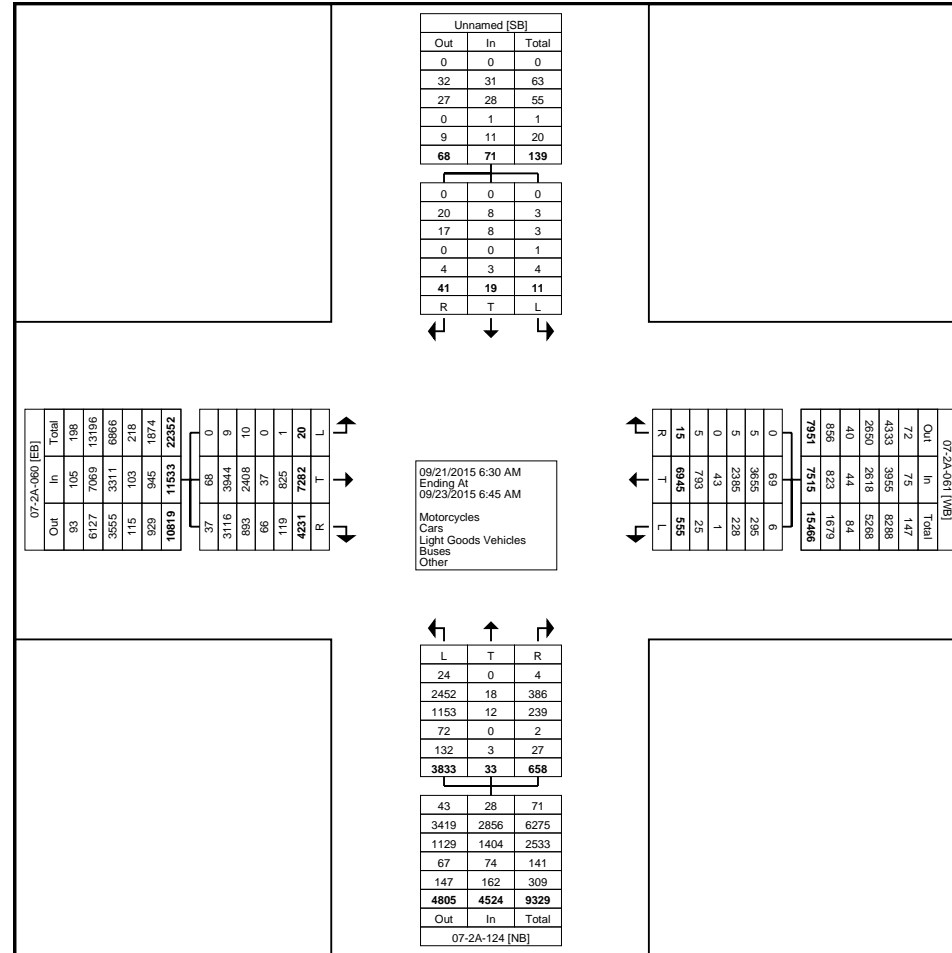 Unnamed [SB]
Out In Total
0 0 0
32 31 63
27 28 55
0 1 1
9 11 20
68 71 139
0 0 0
20 8 3
17 8 3
0 0 1
4 3 4
41 19 11
R T L
07-2A-060 [EB]
Total In Out
198 105 93
13196 7069 6127
6866 3311 3555
218 103 115
1874 945 929
22352 11533 10819
0 68 37
9 3944 3116
10 2408 893
0 37 66
1 825 119
20 7282 4231
L T R
09/21/2015 6:30 AM
Ending At
09/23/2015 6:45 AM
Motorcycles
Cars
Light Goods Vehicles
Buses
Other
07-2A-061 [WB]
Out In Total
72 75 147
4333 3955 8288
2650 2618 5268
40 44 84
856 823 1679
7951 7515 15466
0 69 6
5 3655 295
5 2385 228
0 43 1
5 793 25
15 6945 555
R T L
L T R
24 0 4
2452 18 386
1153 12 239
72 0 2
132 3 27
3833 33 658
43 28 71
3419 2856 6275
1129 1404 2533
67 74 141
147 162 309
4805 4524 9329
Out In Total
07-2A-124 [NB]